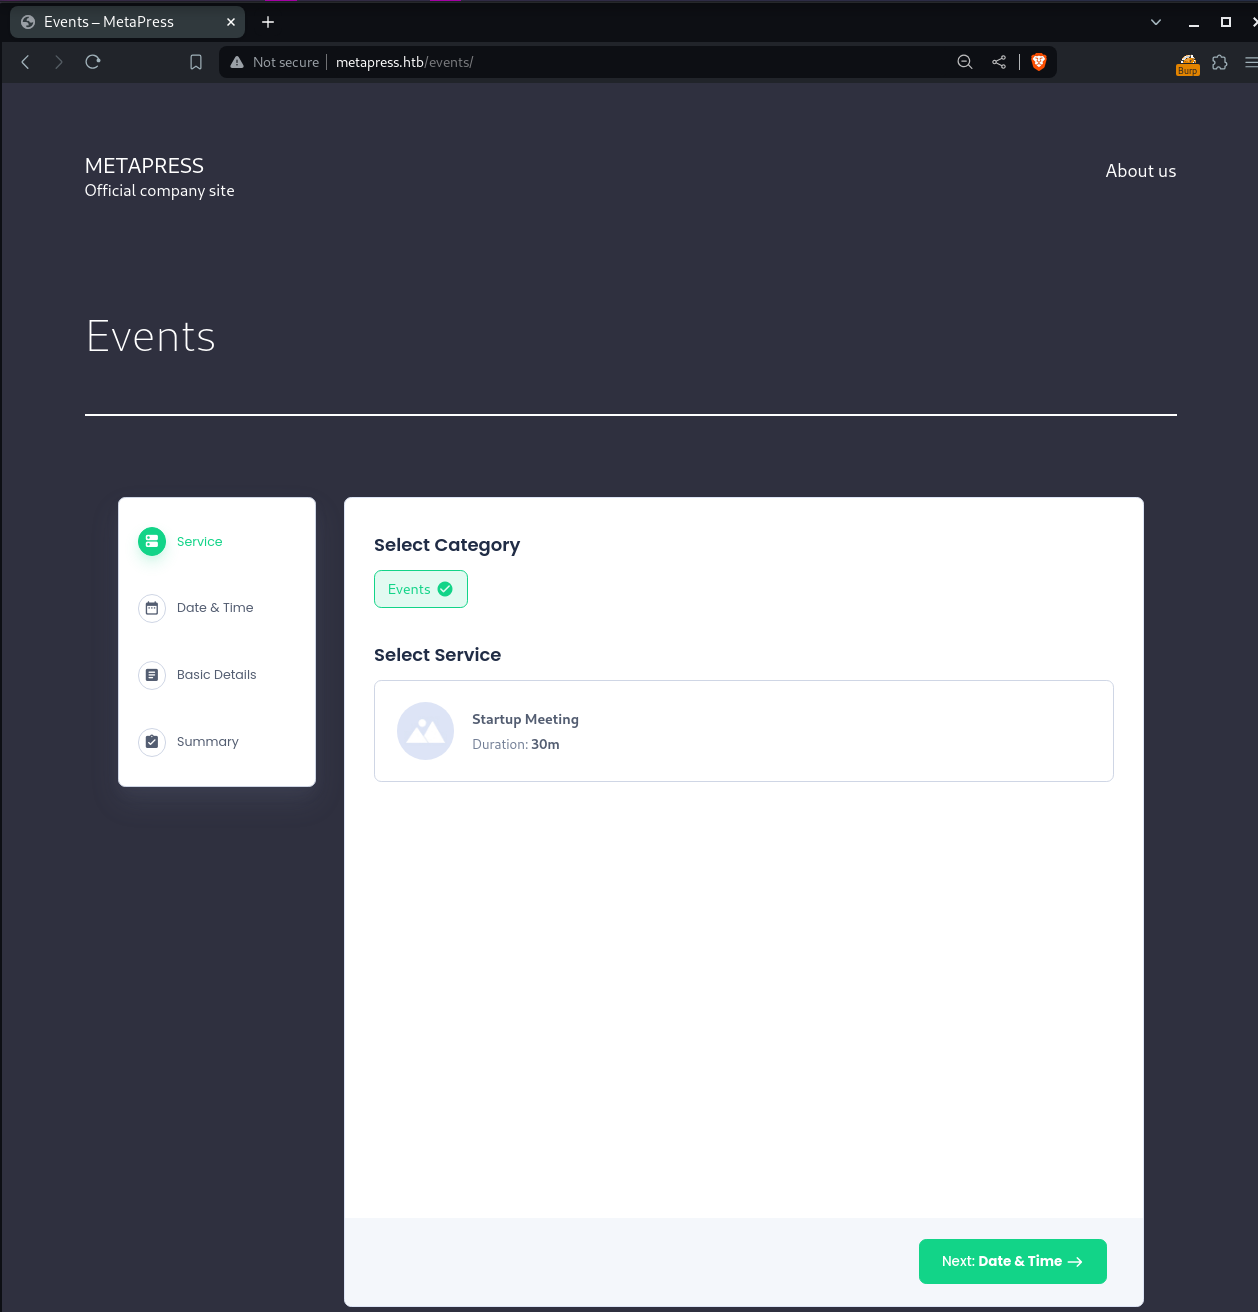 Events – MetaPress
Not secure metapress.htb/events/
Burp
METAPRESS
Official company site
About us
Events
Service
Date & Time
Basic Details
Summary
Select Category
Events
Select Service
Startup Meeting
Duration: 30m
Next: Date & Time →